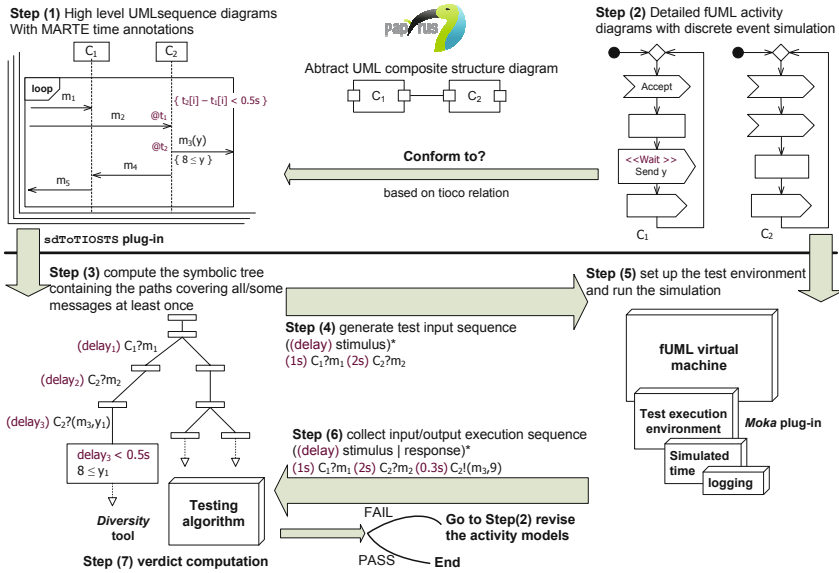 Step (1) High level UMLsequence diagrams
With MARTE time annotations
C1
C2
loop
m1
{ t2[i] – t1[i] < 0.5s }
m2
@t1
@t2
m3(y)
{ 8 ≤ y }
m4
m5
papyrus
Abtract UML composite structure diagram
C1
C2
Conform to?
based on tioco relation
Step (2) Detailed fUML activity
diagrams with discrete event simulation
Accept
<<Wait >>
Send y
C1
C2
sdToTIOSTS plug-in
Step (3) compute the symbolic tree
containing the paths covering all/some
messages at least once
(delay1) C1?m1
(delay2) C2?m2
(delay3) C2?(m3,y1)
delay3 < 0.5s
8 ≤ y1
Diversity
tool
Step (4) generate test input sequence
((delay) stimulus)*
(1s) C1?m1 (2s) C2?m2
Step (5) set up the test environment
and run the simulation
fUML virtual
machine
Test execution
environment
Moka plug-in
Simulated
time
logging
Step (6) collect input/output execution sequence
((delay) stimulus | response)*
(1s) C1?m1 (2s) C2?m2 (0.3s) C2!(m3,9)
Testing
algorithm
FAIL
Go to Step(2) revise
the activity models
PASS
End
Step (7) verdict computation